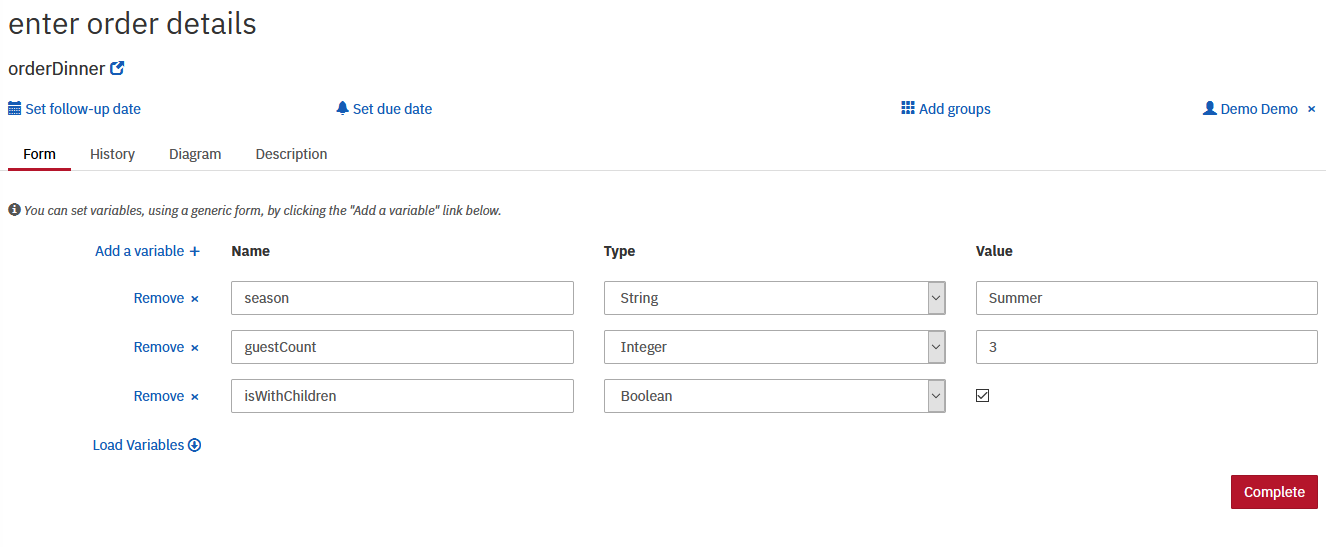 enter order details
orderDinner
Set follow-up date Set due date Add groups Demo Demo ×
Form History Diagram Description
You can set variables, using a generic form, by clicking the "Add a variable" link below.
Add a variable + Name Type Value
Remove × season String Summer
Remove × guestCount Integer 3
Remove × isWithChildren Boolean
Load Variables
Complete